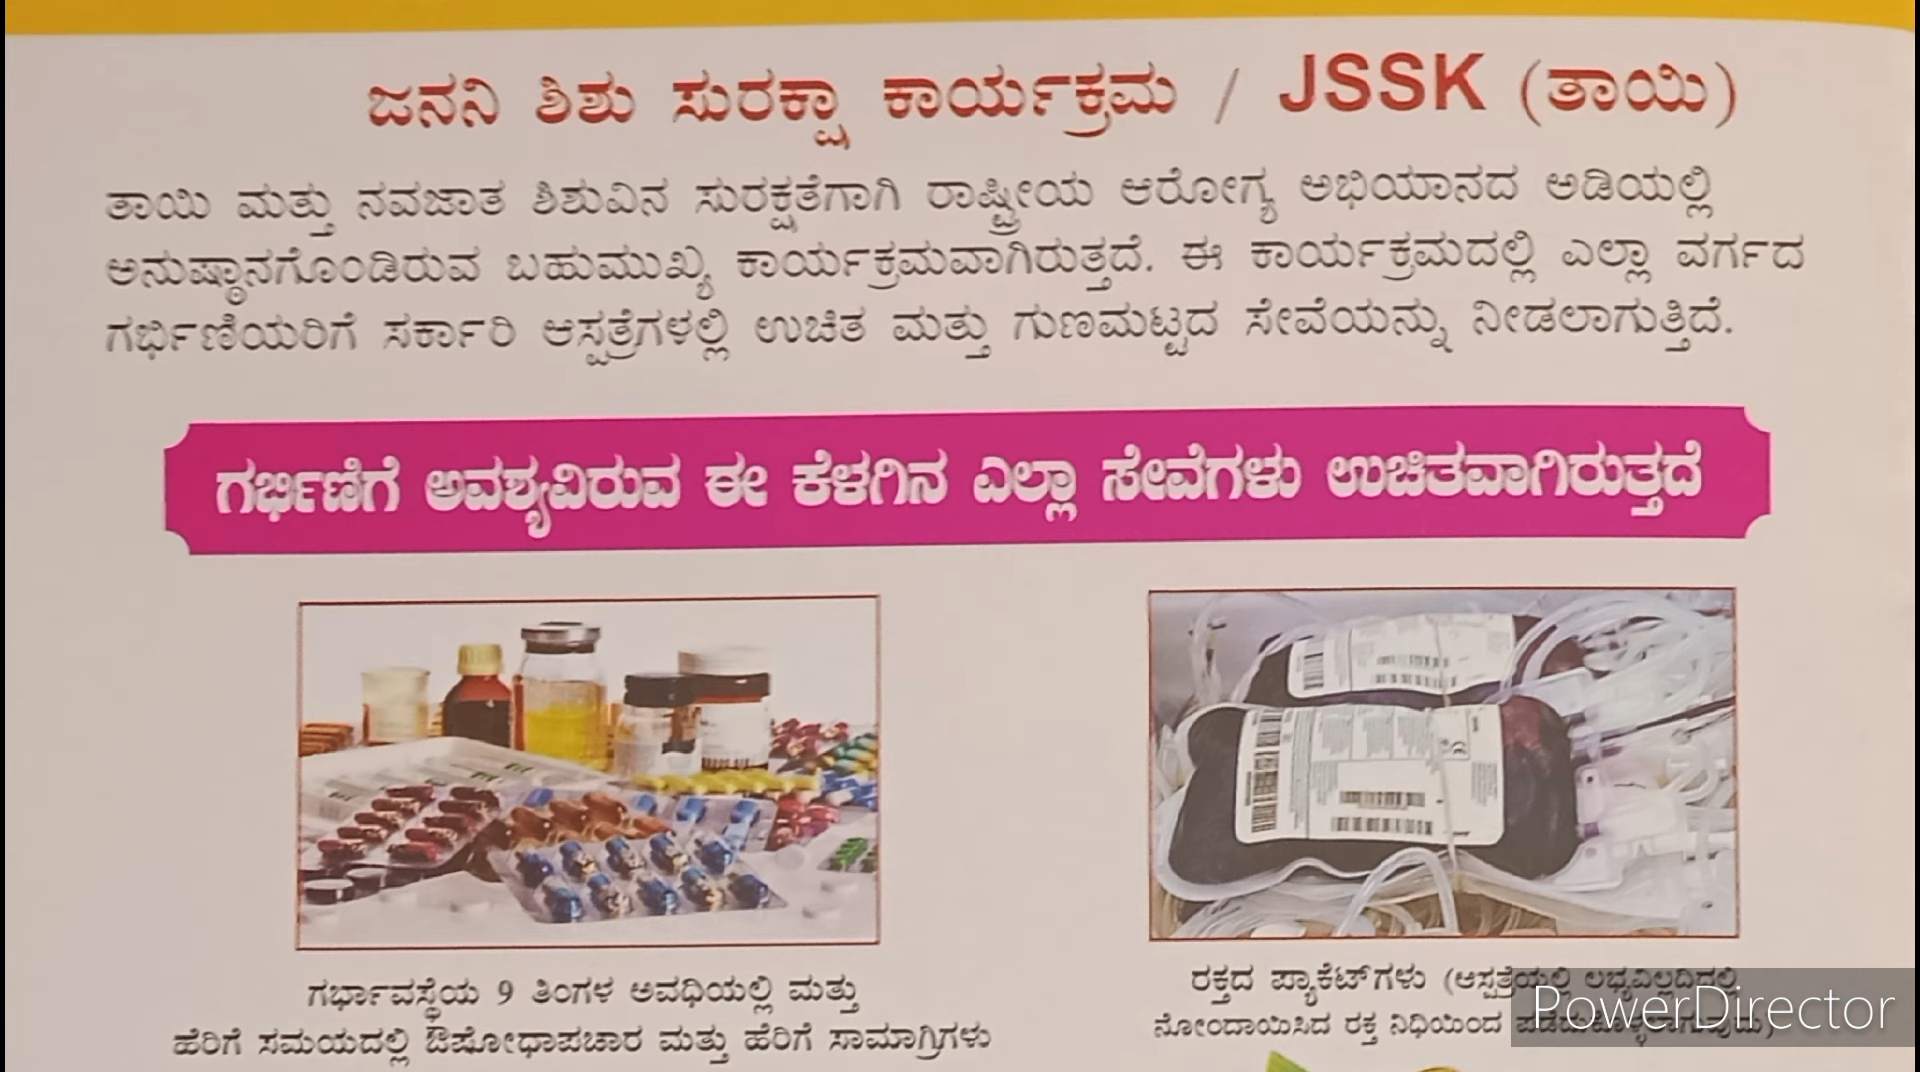 ಜನನಿ ಶಿಶು ಸುರಕ್ಷಾ ಕಾರ್ಯಕ್ರಮ / JSSK (ತಾಯಿ)
ತಾಯಿ ಮತ್ತು ನವಜಾತ ಶಿಶುವಿನ ಸುರಕ್ಷತೆಗಾಗಿ ರಾಷ್ಟ್ರೀಯ ಆರೋಗ್ಯ ಅಭಿಯಾನದ ಅಡಿಯಲ್ಲಿ
ಅನುಷ್ಠಾನಗೊಂಡಿರುವ ಬಹುಮುಖ್ಯ ಕಾರ್ಯಕ್ರಮವಾಗಿರುತ್ತದೆ. ಈ ಕಾರ್ಯಕ್ರಮದಲ್ಲಿ ಎಲ್ಲಾ ವರ್ಗದ
ಗರ್ಭಿಣಿಯರಿಗೆ ಸರ್ಕಾರಿ ಆಸ್ಪತ್ರೆಗಳಲ್ಲಿ ಉಚಿತ ಮತ್ತು ಗುಣಮಟ್ಟದ ಸೇವೆಯನ್ನು ನೀಡಲಾಗುತ್ತಿದೆ.
ಗರ್ಭಿಣಿಗೆ ಅವಶ್ಯವಿರುವ ಈ ಕೆಳಗಿನ ಎಲ್ಲಾ ಸೇವೆಗಳು ಉಚಿತವಾಗಿರುತ್ತದೆ
ಗರ್ಭಾವಸ್ಥೆಯ 9 ತಿಂಗಳ ಅವಧಿಯಲ್ಲಿ ಮತ್ತು
ಹೆರಿಗೆ ಸಮಯದಲ್ಲಿ ಔಷೋಧಾಪಚಾರ ಮತ್ತು ಹೆರಿಗೆ ಸಾಮಾಗ್ರಿಗಳು
ರಕ್ತದ ಪ್ಯಾಕೆಟ್‌ಗಳು (ಆಸ್ಪತ್ರೆಯಲ್ಲಿ ಲಭ್ಯವಿಲ್ಲದಿದ್ದಲ್ಲಿ
ನೋಂದಾಯಿಸಿದ ರಕ್ತ ನಿಧಿಯಿಂದ
PowerDirector